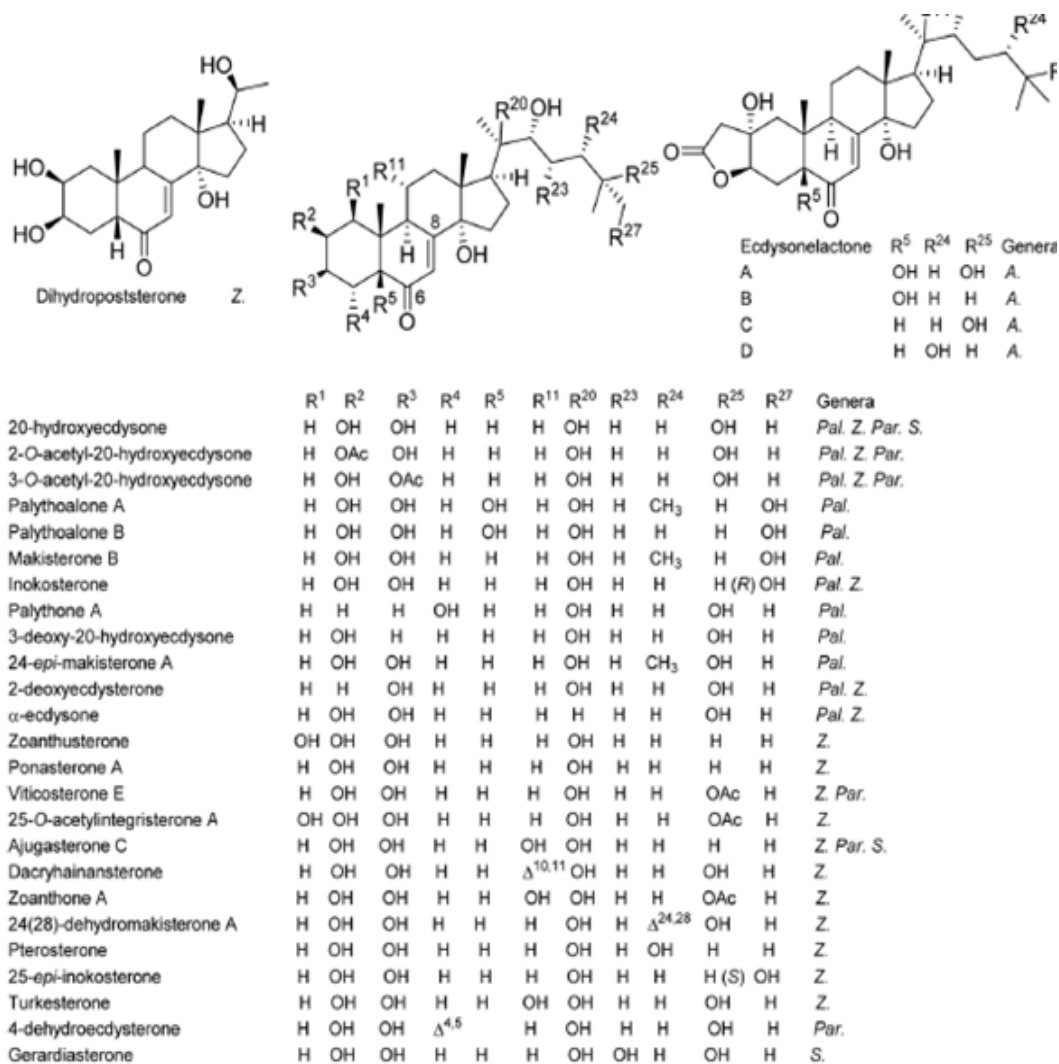 HO
H
HO
HO
H
OH
O
Dihydropoststerone Z.
R²⁰
OH
R²⁴
R¹¹
R¹
R²
R³
R⁴
R⁵
H
H
8
6
O
OH
R²³
R²⁵
R²⁷
R²⁴
OH
O
O
H
H
R⁵
O
OH
Ecdysonelactone R⁵ R²⁴ R²⁵ Genera
A OH H OH A.
B OH H H A.
C H H OH A.
D H OH H A.
R¹ R² R³ R⁴ R⁵ R¹¹ R²⁰ R²³ R²⁴ R²⁵ R²⁷ Genera
20-hydroxyecdysone H OH OH H H H OH H H OH H Pal. Z. Par. S.
2-O-acetyl-20-hydroxyecdysone H OAc OH H H H OH H H OH H Pal. Z. Par.
3-O-acetyl-20-hydroxyecdysone H OH OAc H H H OH H H OH H Pal. Z. Par.
Palythoalone A H OH OH H OH H OH H CH₃ H OH Pal.
Palythoalone B H OH OH H OH H OH H H H OH Pal.
Makisterone B H OH OH H H H OH H CH₃ H OH Pal.
Inokosterone H OH OH H H H OH H H H (R) OH Pal. Z.
Palythone A H H H OH H H OH H H OH H Pal.
3-deoxy-20-hydroxyecdysone H OH H H H H OH H H OH H Pal.
24-epi-makisterone A H OH OH H H H OH H CH₃ OH H Pal.
2-deoxyecdysterone H H OH H H H OH H H OH H Pal. Z.
α-ecdysone H OH OH H H H H H H OH H Pal. Z.
Zoanthusterone OH OH OH H H H OH H H H H Z.
Ponasterone A H OH OH H H H OH H H H H Z.
Viticosterone E H OH OH H H H OH H H OAc H Z. Par.
25-O-acetylintegristerone A OH OH OH H H H OH H H OAc H Z.
Ajugasterone C H OH OH H H OH OH H H H H Z. Par. S.
Dacryhainansterone H OH OH H H Δ¹⁰,¹¹ OH H H OH H Z.
Zoanthone A H OH OH H H OH OH H H OAc H Z.
24(28)-dehydromakisterone A H OH OH H H H OH H Δ²⁴,²⁸ OH H Z.
Pterosterone H OH OH H H H OH H OH H H Z.
25-epi-inokosterone H OH OH H H H OH H H H (S) OH Z.
Turkesterone H OH OH H H OH OH H H OH H Z.
4-dehydroecdysterone H OH OH Δ⁴,⁵ H OH H H OH H Par.
Gerardiasterone H OH OH H H H OH OH H OH H S.